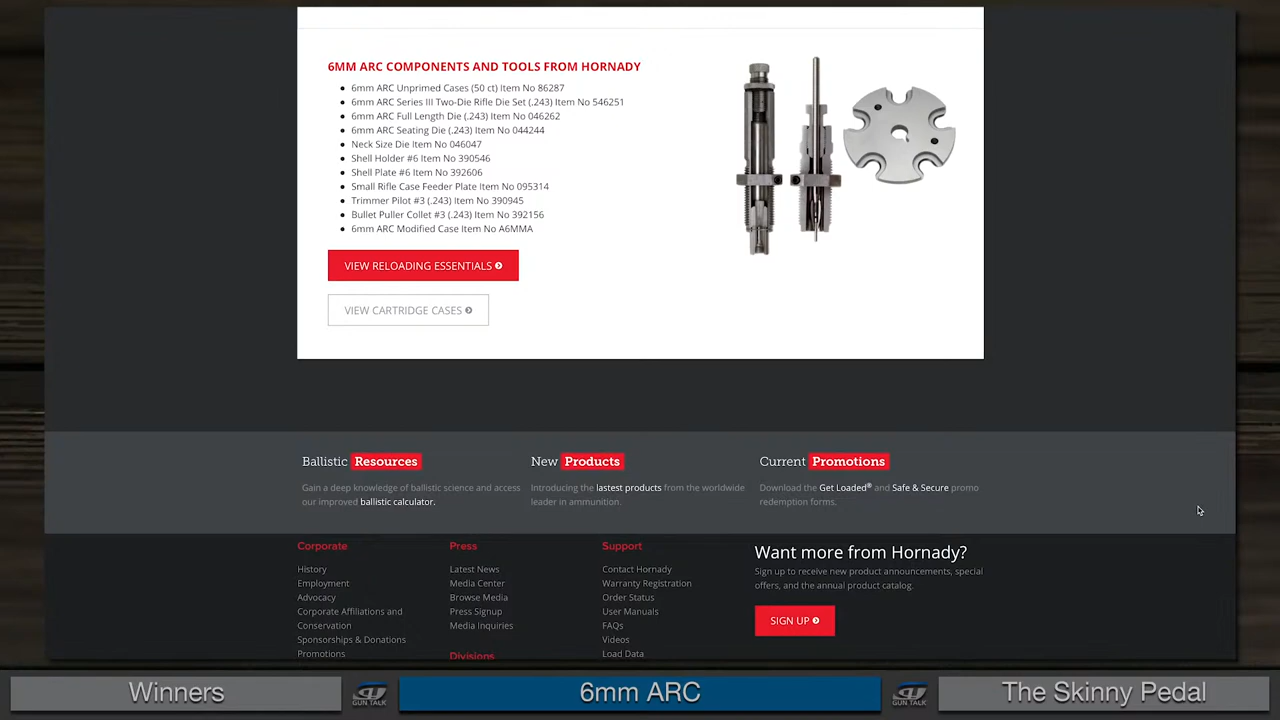 6MM ARC COMPONENTS AND TOOLS FROM HORNADY
6mm ARC Unprimed Cases (50 ct) Item No 86287
6mm ARC Series III Two-Die Rifle Die Set (.243) Item No 546251
6mm ARC Full Length Die (.243) Item No 046262
6mm ARC Seating Die (.243) Item No 044244
Neck Size Die Item No 046047
Shell Holder #6 Item No 390546
Shell Plate #6 Item No 392606
Small Rifle Case Feeder Plate Item No 095314
Trimmer Pilot #3 (.243) Item No 390945
Bullet Puller Collet #3 (.243) Item No 392156
6mm ARC Modified Case Item No A6MMA
VIEW RELOADING ESSENTIALS
VIEW CARTRIDGE CASES
Ballistic Resources
Gain a deep knowledge of ballistic science and access
our improved ballistic calculator.
New Products
Introducing the lastest products from the worldwide
leader in ammunition.
Current Promotions
Download the Get Loaded® and Safe & Secure promo
redemption forms.
Corporate
History
Employment
Advocacy
Corporate Affiliations and
Conservation
Sponsorships & Donations
Promotions
Press
Latest News
Media Center
Browse Media
Press Signup
Media Inquiries
Divisions
Support
Contact Hornady
Warranty Registration
Order Status
User Manuals
FAQs
Videos
Load Data
Want more from Hornady?
Sign up to receive new product announcements, special
offers, and the annual product catalog.
SIGN UP
Winners
GUN TALK
6mm ARC
GUN TALK
The Skinny Pedal